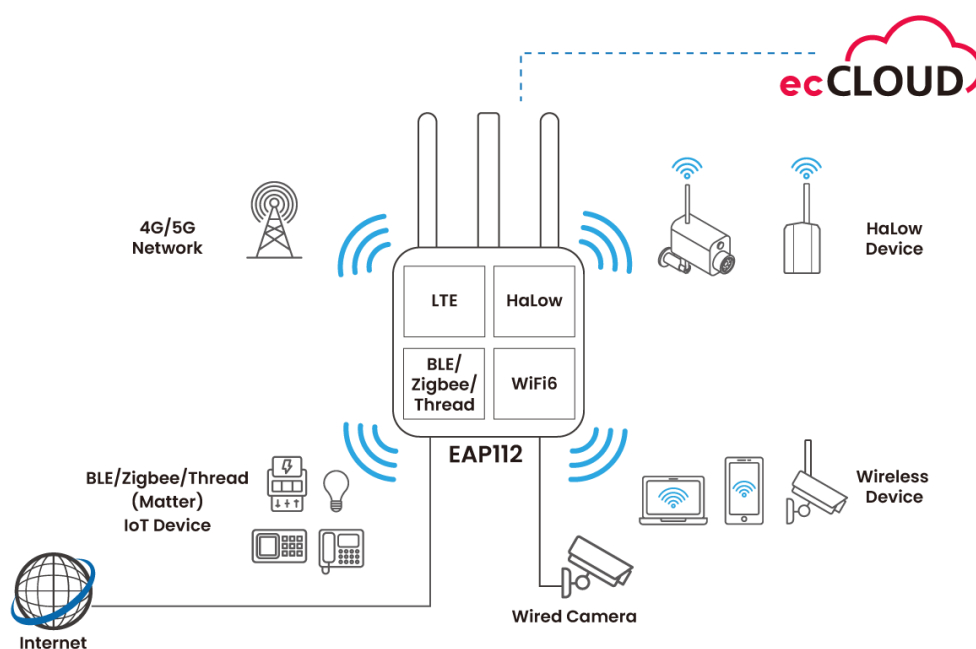 ecCLOUD
4G/5G
Network
HaLow
Device
LTE
HaLow
BLE/
Zigbee/
Thread
WiFi6
EAP112
BLE/Zigbee/Thread
(Matter)
IoT Device
Wireless
Device
Wired Camera
Internet